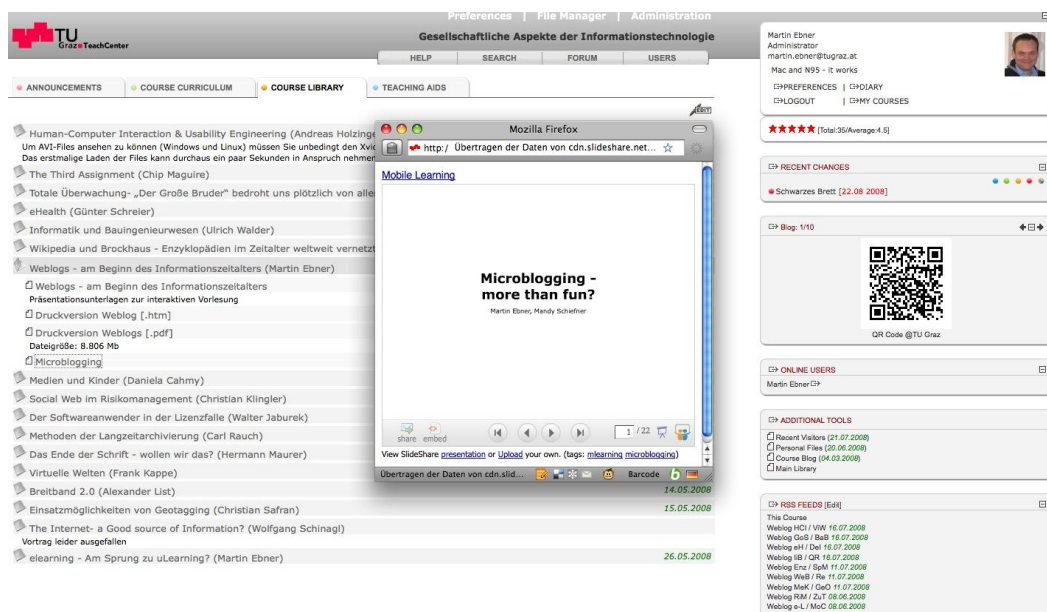 Preferences | File Manager | Administration
TU
Graz TeachCenter
Gesellschaftliche Aspekte der Informationstechnologie
HELP SEARCH FORUM USERS
ANNOUNCEMENTS COURSE CURRICULUM COURSE LIBRARY TEACHING AIDS
EDIT
Human-Computer Interaction & Usability Engineering (Andreas Holzinge
Um AVI-Files ansehen zu können (Windows und Linux) müssen Sie unbedingt den Xvi
Das erstmalige Laden der Files kann durchaus ein paar Sekunden in Anspruch nehmen
The Third Assignment (Chip Maguire)
Totale Überwachung- „Der Große Bruder" bedroht uns plötzlich von alle
eHealth (Günter Schreier)
Informatik und Bauingenieurwesen (Ulrich Walder)
Wikipedia und Brockhaus - Enzyklopädien im Zeitalter weltweit vernetzt
Weblogs - am Beginn des Informationszeitalters (Martin Ebner)
Weblogs - am Beginn des Informationszeitalters
Präsentationsunterlagen zur interaktiven Vorlesung
Druckversion Weblog [.htm]
Druckversion Weblogs [.pdf]
Dateigröße: 8.806 Mb
Microblogging
Medien und Kinder (Daniela Cahmy)
Social Web im Risikomanagement (Christian Klingler)
Der Softwareanwender in der Lizenzfalle (Walter Jaburek)
Methoden der Langzeitarchivierung (Carl Rauch)
Das Ende der Schrift - wollen wir das? (Hermann Maurer)
Virtuelle Welten (Frank Kappe)
Breitband 2.0 (Alexander List) 14.05.2008
Einsatzmöglichkeiten von Geotagging (Christian Safran) 15.05.2008
The Internet- a Good source of Information? (Wolfgang Schinagl)
Vortrag leider ausgefallen
elearning - Am Sprung zu uLearning? (Martin Ebner) 26.05.2008
Mozilla Firefox
http:/ Übertragen der Daten von cdn.slideshare.net...
Mobile Learning
Microblogging -
more than fun?
Martin Ebner, Mandy Schiefner
share embed 1 / 22
View SlideShare presentation or Upload your own. (tags: mlearning microblogging)
Übertragen der Daten von cdn.slid... Barcode
Martin Ebner
Administrator
martin.ebner@tugraz.at
Mac and N95 - it works
PREFERENCES | DIARY
LOGOUT | MY COURSES
[Total:35/Average:4.5]
RECENT CHANGES
Schwarzes Brett [22.08 2008]
Blog: 1/10
QR Code @TU Graz
ONLINE USERS
Martin Ebner
ADDITIONAL TOOLS
Recent Visitors (21.07.2008)
Personal Files (20.06.2008)
Course Blog (04.03.2008)
Main Library
RSS FEEDS [Edit]
This Course
Weblog HCI / ViW 16.07.2008
Weblog GoS / BaB 16.07.2008
Weblog eH / Del 16.07.2008
Weblog IiB / QR 16.07.2008
Weblog Enz / SpM 11.07.2008
Weblog WeB / Re 11.07.2008
Weblog MeK / GeO 11.07.2008
Weblog RiM / ZuT 08.06.2008
Weblog e-L / MoC 08.06.2008